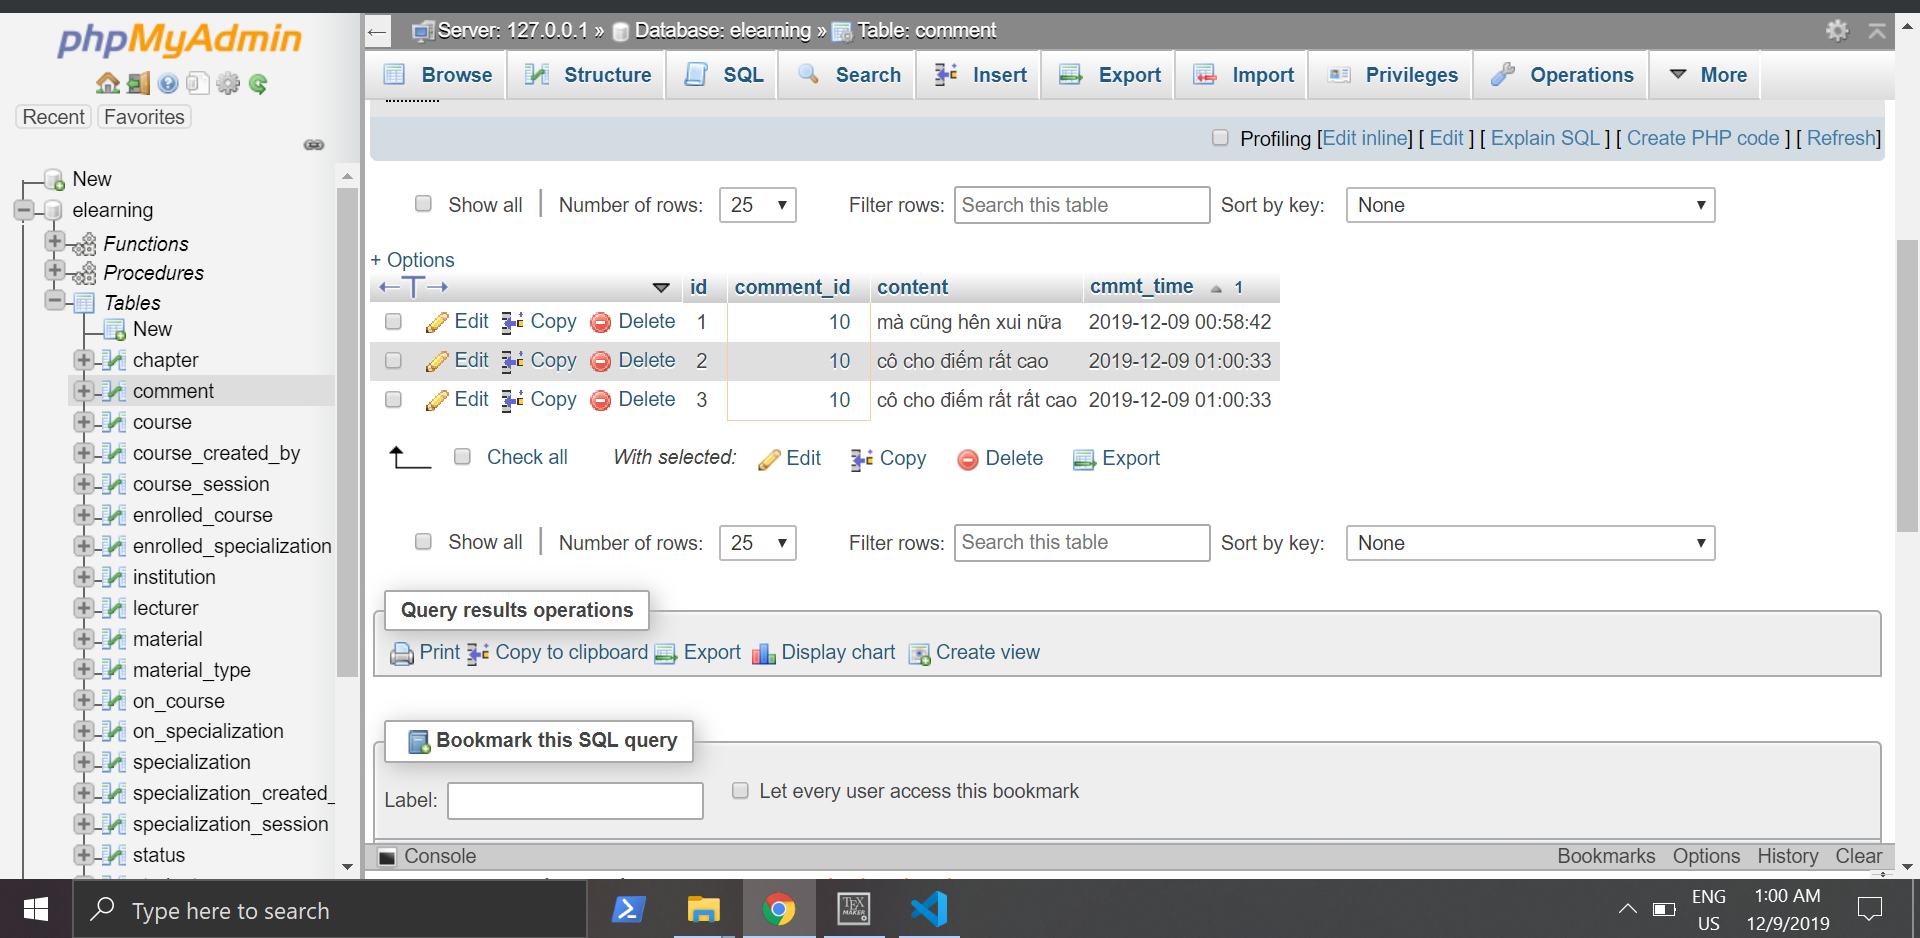 phpMyAdmin
Recent Favorites
New
elearning
Functions
Procedures
Tables
New
chapter
comment
course
course_created_by
course_session
enrolled_course
enrolled_specialization
institution
lecturer
material
material_type
on_course
on_specialization
specialization
specialization_created_
specialization_session
status
← Server: 127.0.0.1 » Database: elearning » Table: comment
Browse Structure SQL Search Insert Export Import Privileges Operations More
Profiling [Edit inline] [ Edit ] [ Explain SQL ] [ Create PHP code ] [ Refresh]
Show all Number of rows: 25 Filter rows: Search this table Sort by key: None
+ Options
←T→ id comment_id content cmmt_time 1
Edit Copy Delete 1 10 mà cũng hên xui nữa 2019-12-09 00:58:42
Edit Copy Delete 2 10 cô cho điểm rất cao 2019-12-09 01:00:33
Edit Copy Delete 3 10 cô cho điểm rất rất cao 2019-12-09 01:00:33
Check all With selected: Edit Copy Delete Export
Show all Number of rows: 25 Filter rows: Search this table Sort by key: None
Query results operations
Print Copy to clipboard Export Display chart Create view
Bookmark this SQL query
Label: Let every user access this bookmark
Console Bookmarks Options History Clear
Type here to search
TEX MAKER
ENG
US
1:00 AM
12/9/2019